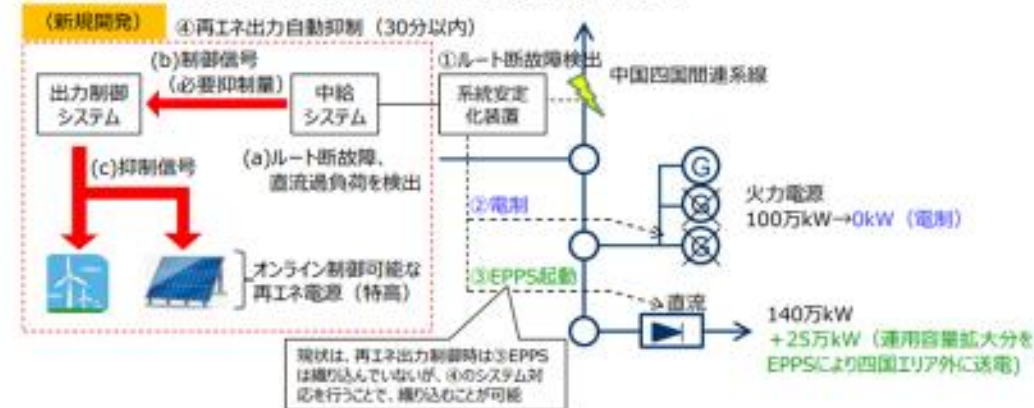 （新規開発）
④再エネ出力自動抑制（30分以内）
(b)制御信号
（必要抑制量）
出力制御
システム
中給
システム
①ルート断故障検出
系統安定
化装置
中国四国間連系線
(c)抑制信号
(a)ルート断故障、
直流過負荷を検出
②電制
G
G
G
火力電源
100万kW→0kW（電制）
オンライン制御可能な
再エネ電源（特高）
③EPPS起動
直流
140万kW
+25万kW（運用容量拡大分を
EPPSにより四国エリア外に送電)
現状は、再エネ出力制御時は③EPPS
は織り込んでいないが、④のシステム対
応を行うことで、織り込むことが可能